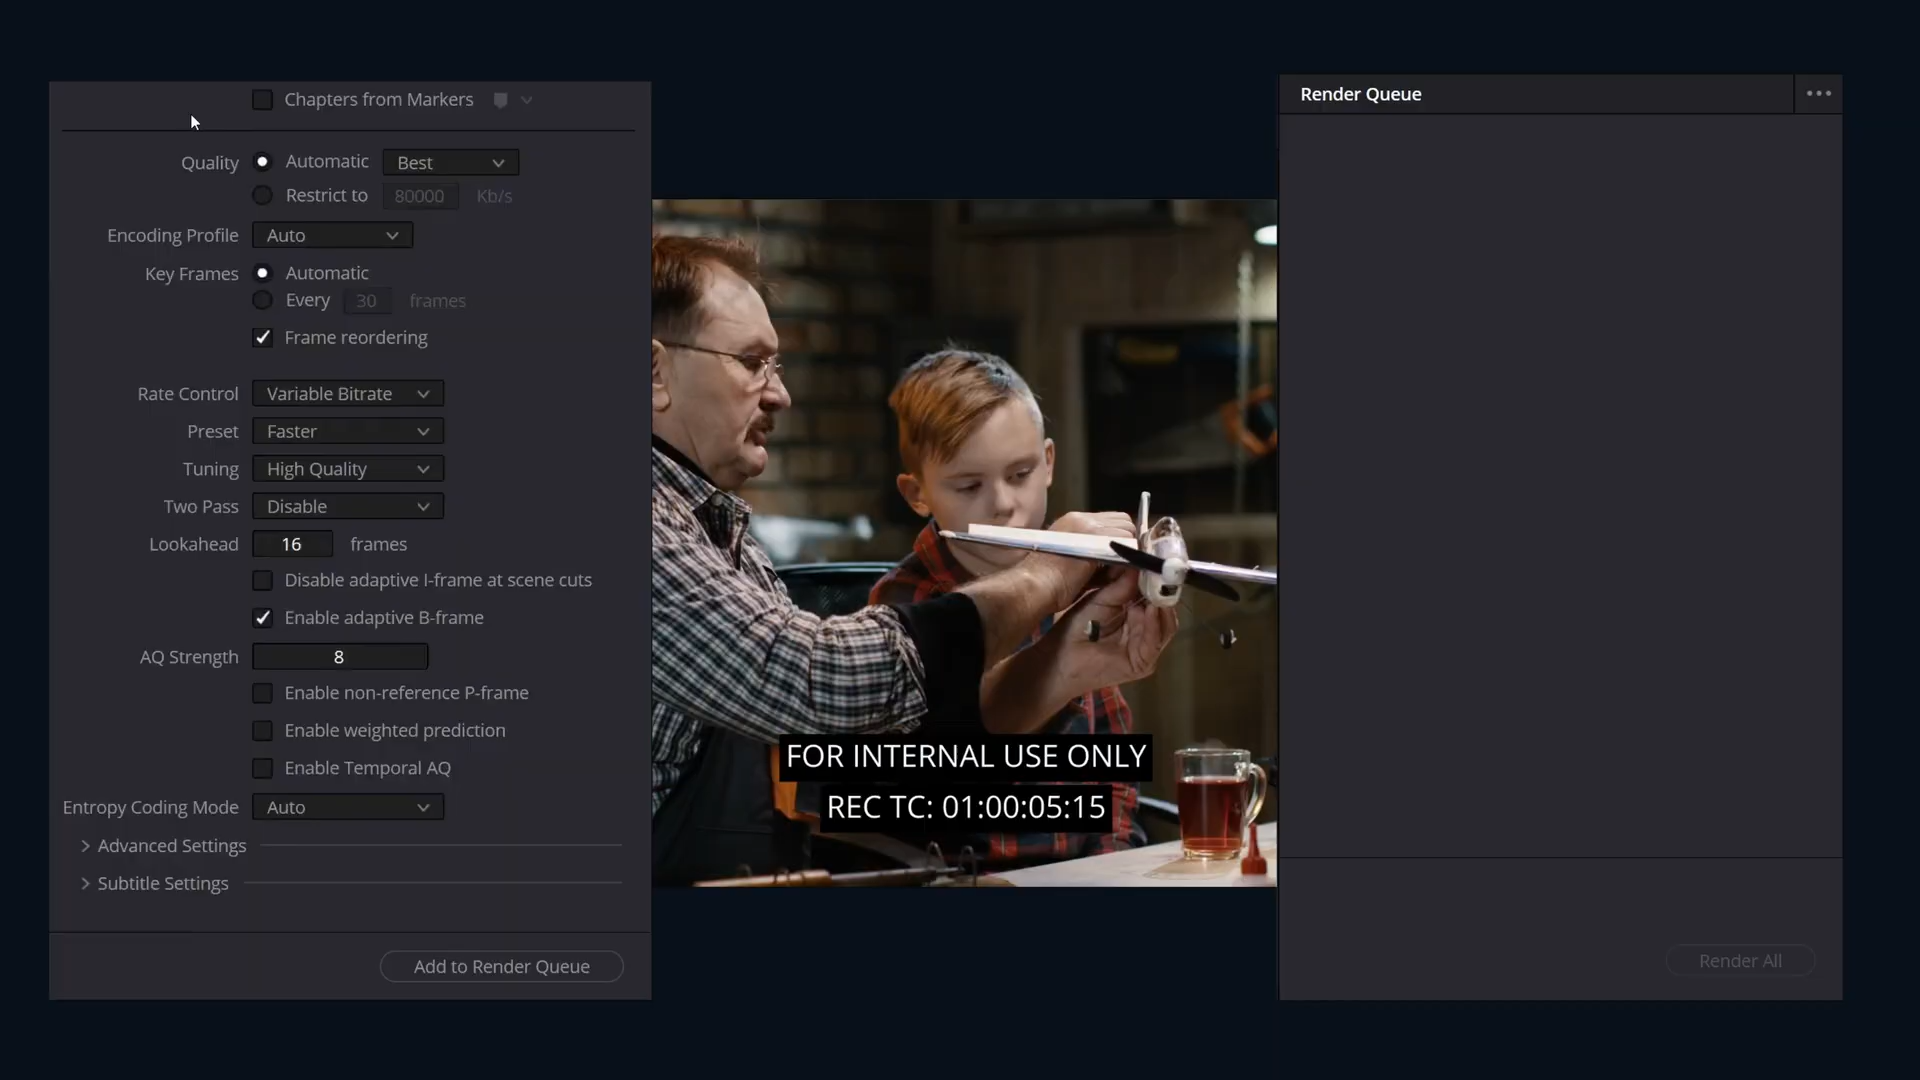 Chapters from Markers
Quality Automatic Best
Restrict to 80000 Kb/s
Encoding Profile Auto
Key Frames Automatic
Every 30 frames
Frame reordering
Rate Control Variable Bitrate
Preset Faster
Tuning High Quality
Two Pass Disable
Lookahead 16 frames
Disable adaptive I-frame at scene cuts
Enable adaptive B-frame
AQ Strength 8
Enable non-reference P-frame
Enable weighted prediction
Enable Temporal AQ
Entropy Coding Mode Auto
Advanced Settings
Subtitle Settings
Add to Render Queue
FOR INTERNAL USE ONLY
REC TC: 01:00:05:15
Render Queue
Render All